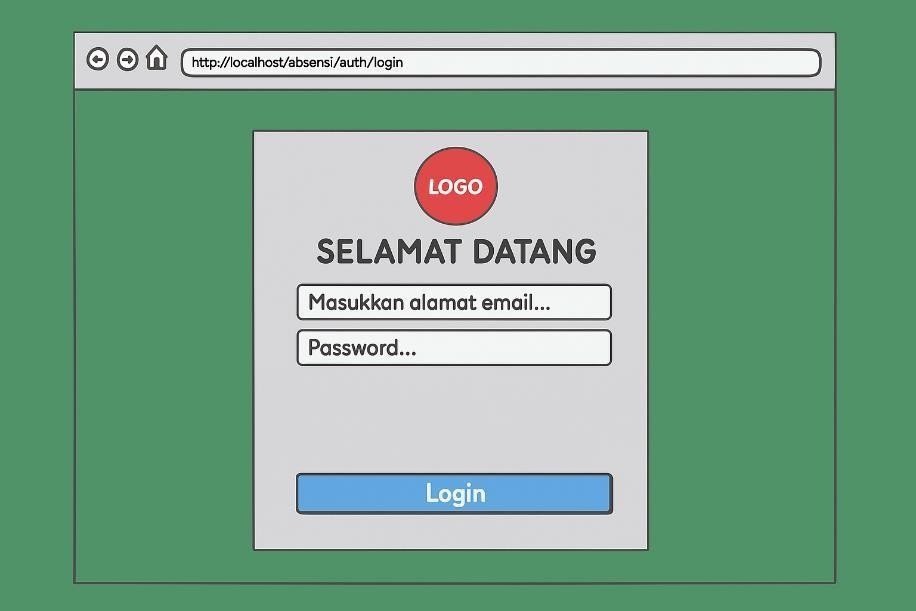 http://localhost/absensi/auth/login
LOGO
SELAMAT DATANG
Masukkan alamat email...
Password...
Login